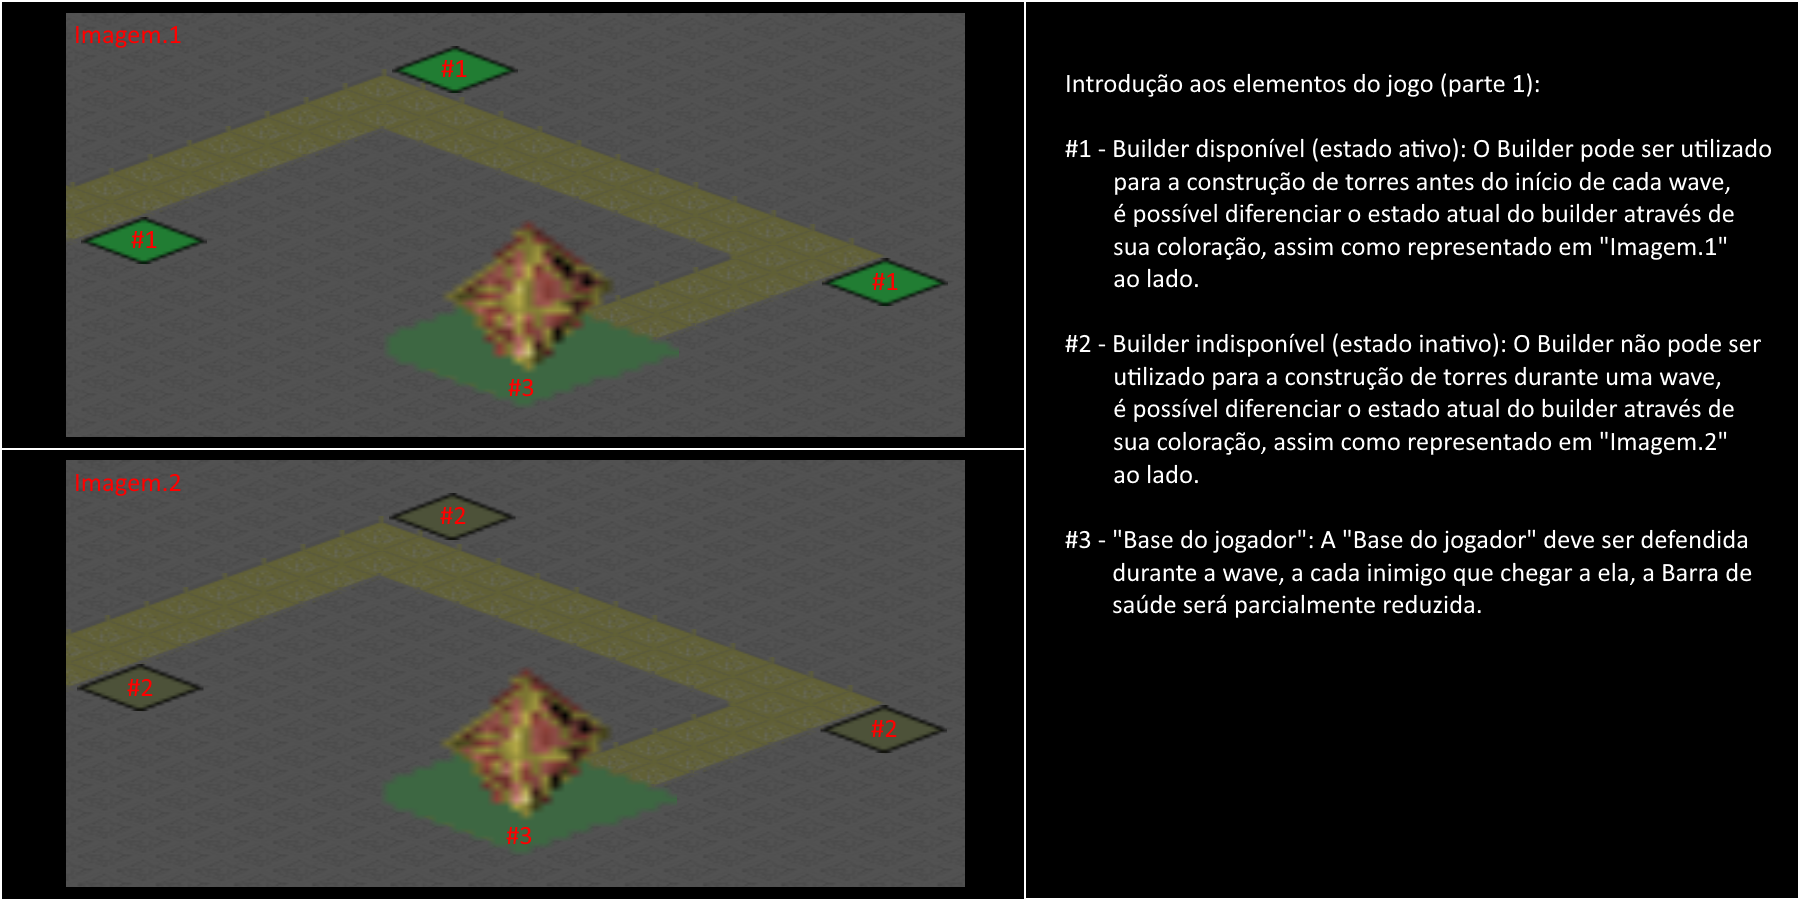 Imagem.1
#1
#1
#1
#3
Imagem.2
#2
#2
#2
#3
Introdução aos elementos do jogo (parte 1):
#1 - Builder disponível (estado ativo): O Builder pode ser utilizado
para a construção de torres antes do início de cada wave,
é possível diferenciar o estado atual do builder através de
sua coloração, assim como representado em "Imagem.1"
ao lado.
#2 - Builder indisponível (estado inativo): O Builder não pode ser
utilizado para a construção de torres durante uma wave,
é possível diferenciar o estado atual do builder através de
sua coloração, assim como representado em "Imagem.2"
ao lado.
#3 - "Base do jogador": A "Base do jogador" deve ser defendida
durante a wave, a cada inimigo que chegar a ela, a Barra de
saúde será parcialmente reduzida.